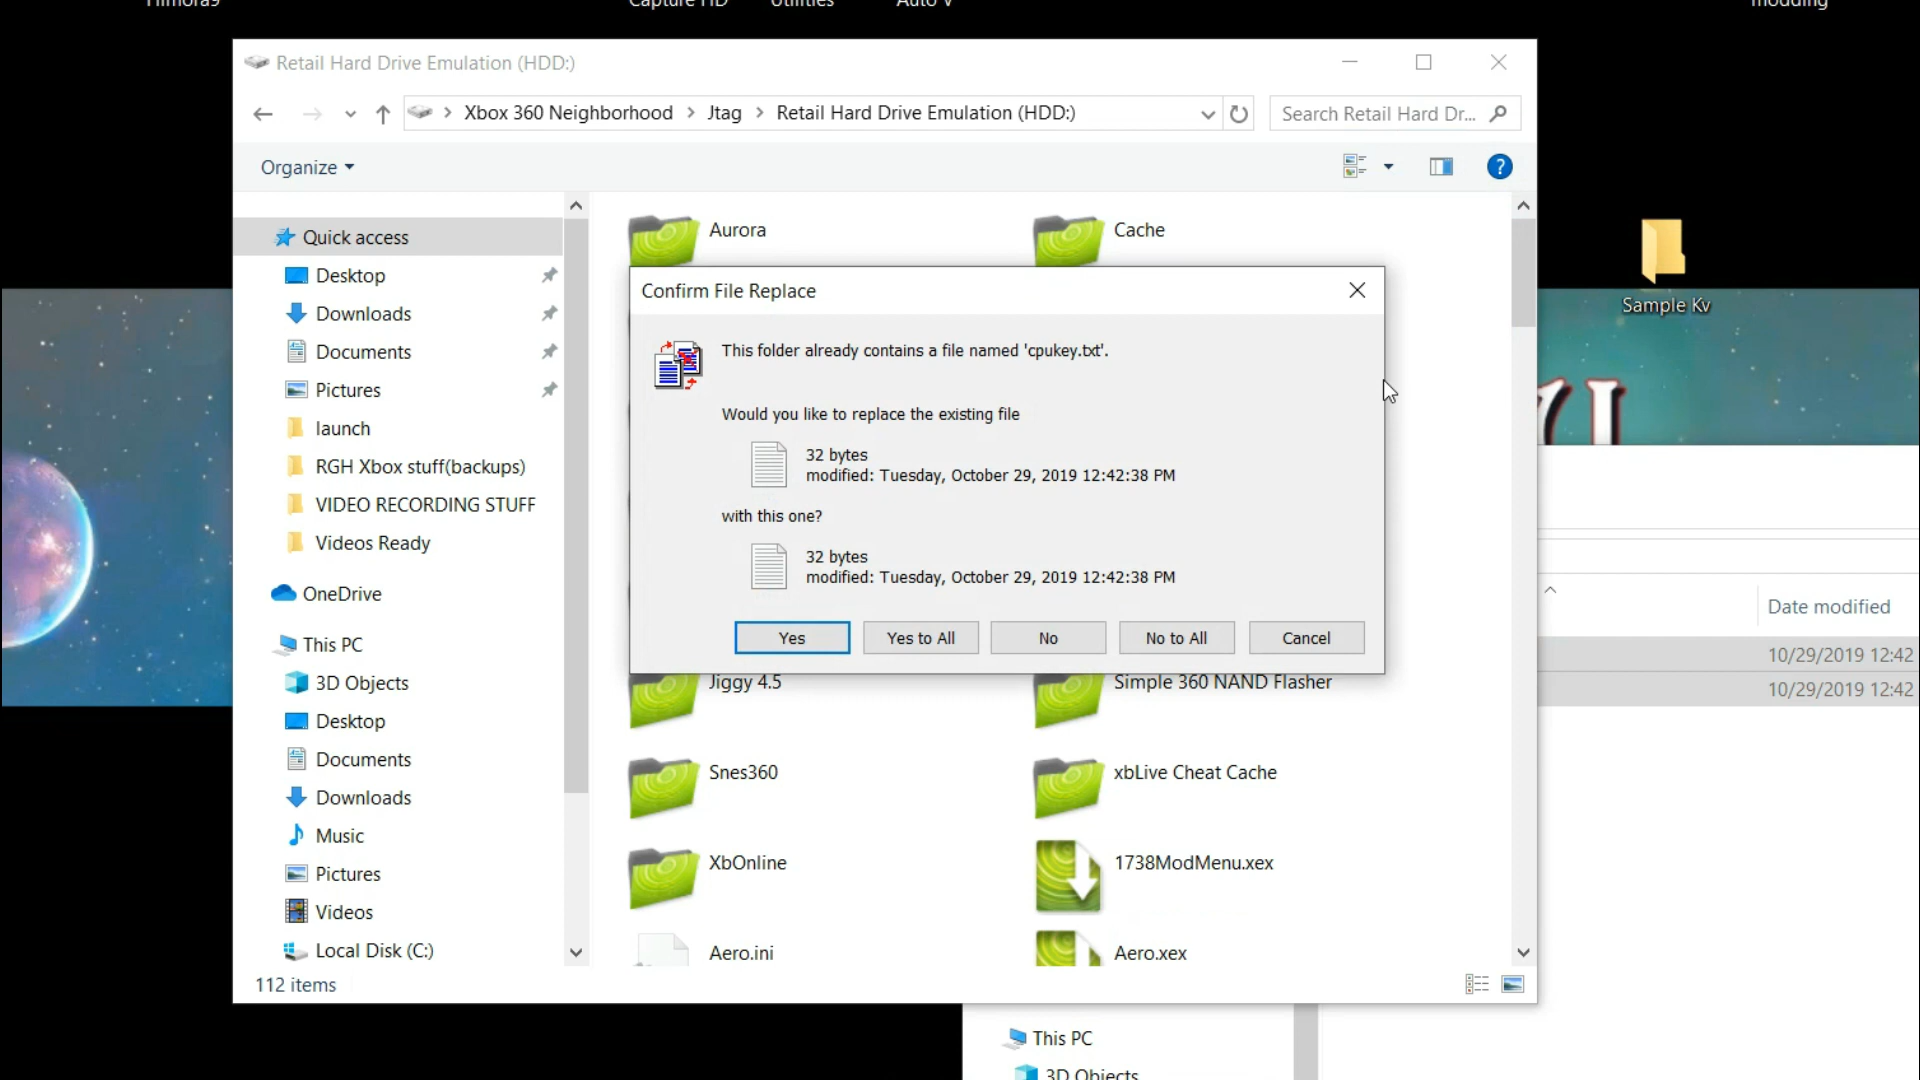 Filmora9
Capture HD
Utilities
Auto V
modding
Retail Hard Drive Emulation (HDD:)
Xbox 360 Neighborhood > Jtag > Retail Hard Drive Emulation (HDD:)
Search Retail Hard Dr...
Organize
?
Quick access
Desktop
Downloads
Documents
Pictures
launch
RGH Xbox stuff(backups)
VIDEO RECORDING STUFF
Videos Ready
OneDrive
This PC
3D Objects
Desktop
Documents
Downloads
Music
Pictures
Videos
Local Disk (C:)
112 items
Aurora
Cache
Confirm File Replace
This folder already contains a file named 'cpukey.txt'.
Would you like to replace the existing file
32 bytes
modified: Tuesday, October 29, 2019 12:42:38 PM
with this one?
32 bytes
modified: Tuesday, October 29, 2019 12:42:38 PM
Yes
Yes to All
No
No to All
Cancel
Jiggy 4.5
Simple 360 NAND Flasher
Snes360
xbLive Cheat Cache
XbOnline
1738ModMenu.xex
Aero.ini
Aero.xex
Sample Kv
Date modified
10/29/2019 12:42
10/29/2019 12:42
This PC
3D Objects